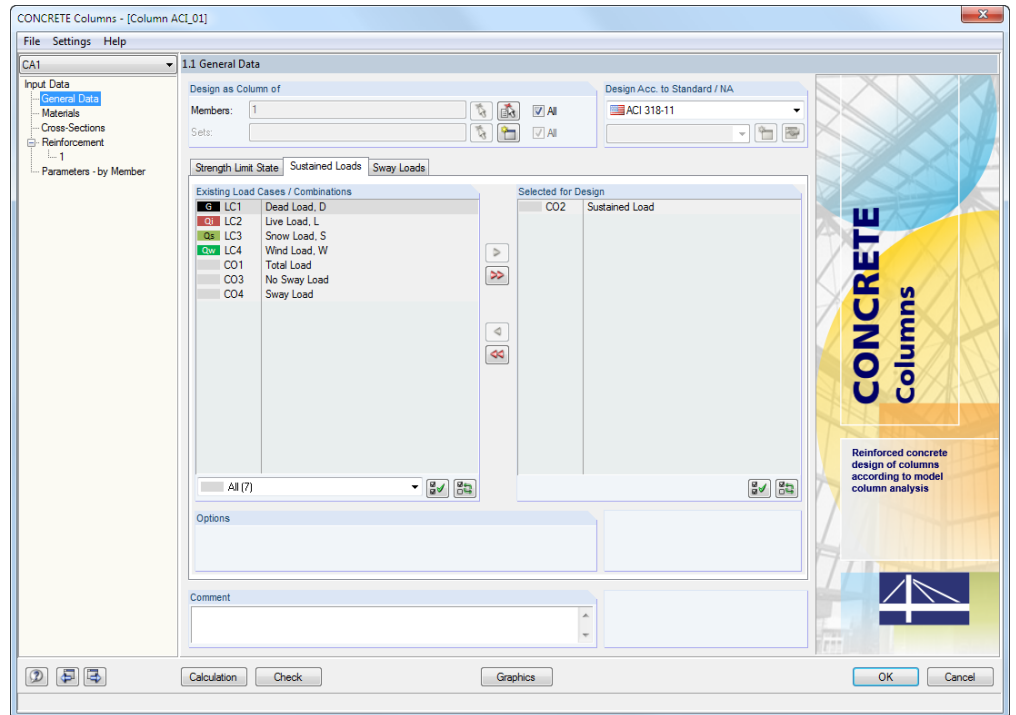 CONCRETE Columns - [Column ACI_01]
File Settings Help
CA1
1.1 General Data
Input Data
General Data
Materials
Cross-Sections
Reinforcement
1
Parameters - by Member
Design as Column of
Members: 1 All
Sets: All
Design Acc. to Standard / NA
ACI 318-11
Strength Limit State Sustained Loads Sway Loads
Existing Load Cases / Combinations
G LC1 Dead Load, D
Qi LC2 Live Load, L
Qs LC3 Snow Load, S
Qw LC4 Wind Load, W
CO1 Total Load
CO3 No Sway Load
CO4 Sway Load
All (7)
> 
>>
<
<<
Selected for Design
CO2 Sustained Load
Options
Comment
CONCRETE
Columns
Reinforced concrete
design of columns
according to model
column analysis
Calculation Check Graphics OK Cancel